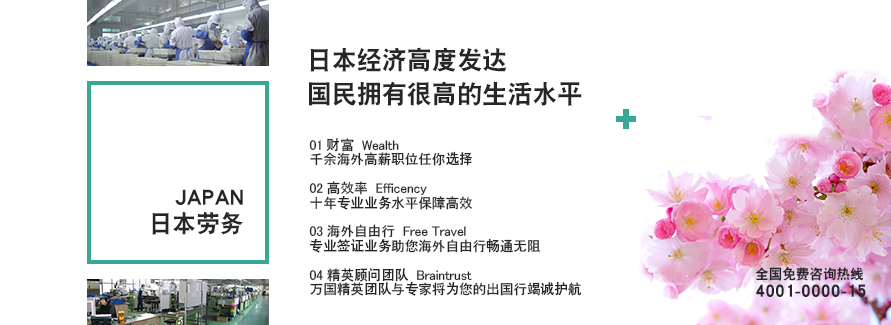 JAPAN
日本劳务
日本经济高度发达
国民拥有很高的生活水平
01 财富 Wealth
千余海外高薪职位任你选择
02 高效率 Efficency
十年专业业务水平保障高效
03 海外自由行 Free Travel
专业签证业务助您海外自由行畅通无阻
04 精英顾问团队 Braintrust
万国精英团队与专家将为您的出国行竭诚护航
全国免费咨询热线
4001-0000-15